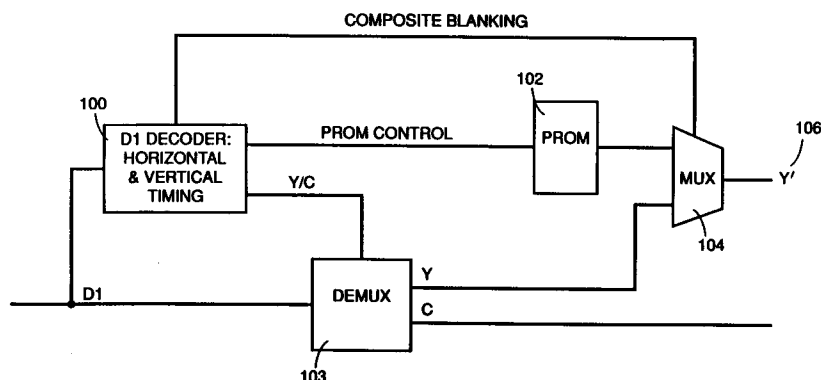 COMPOSITE BLANKING
100
D1 DECODER:
HORIZONTAL
& VERTICAL
TIMING
PROM CONTROL
102
PROM
MUX
104
106
Y'
Y/C
D1
DEMUX
103
Y
C